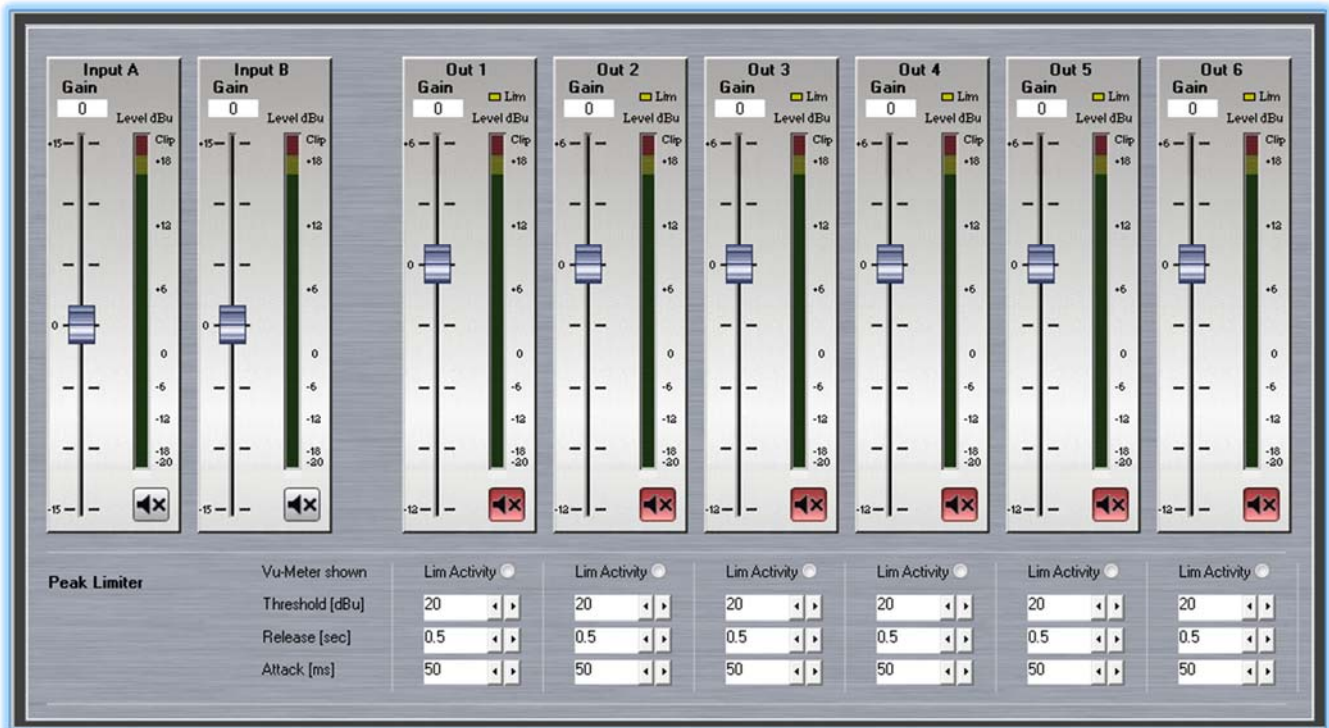 Input A Input B Out 1 Out 2 Out 3 Out 4 Out 5 Out 6
Gain Gain Gain Gain Gain Gain Gain Gain
Lim Lim Lim Lim Lim Lim
0 0 0 0 0 0 0 0
Level dBu Level dBu Level dBu Level dBu Level dBu Level dBu Level dBu Level dBu
+15 Clip +15 Clip +6 Clip +6 Clip +6 Clip +6 Clip +6 Clip +6 Clip
+18 +18 +18 +18 +18 +18 +18 +18
+12 +12 +12 +12 +12 +12 +12 +12
0 0 0 0 0 0
+6 +6 +6 +6 +6 +6 +6 +6
0 0
0 0 0 0 0 0 0 0
-6 -6 -6 -6 -6 -6 -6 -6
-12 -12 -12 -12 -12 -12 -12 -12
-18 -18 -18 -18 -18 -18 -18 -18
-20 -20 -20 -20 -20 -20 -20 -20
-15 -15 -12 -12 -12 -12 -12 -12
Peak Limiter
Vu-Meter shown Lim Activity Lim Activity Lim Activity Lim Activity Lim Activity Lim Activity
Threshold [dBu] 20 20 20 20 20 20
Release [sec] 0.5 0.5 0.5 0.5 0.5 0.5
Attack [ms] 50 50 50 50 50 50